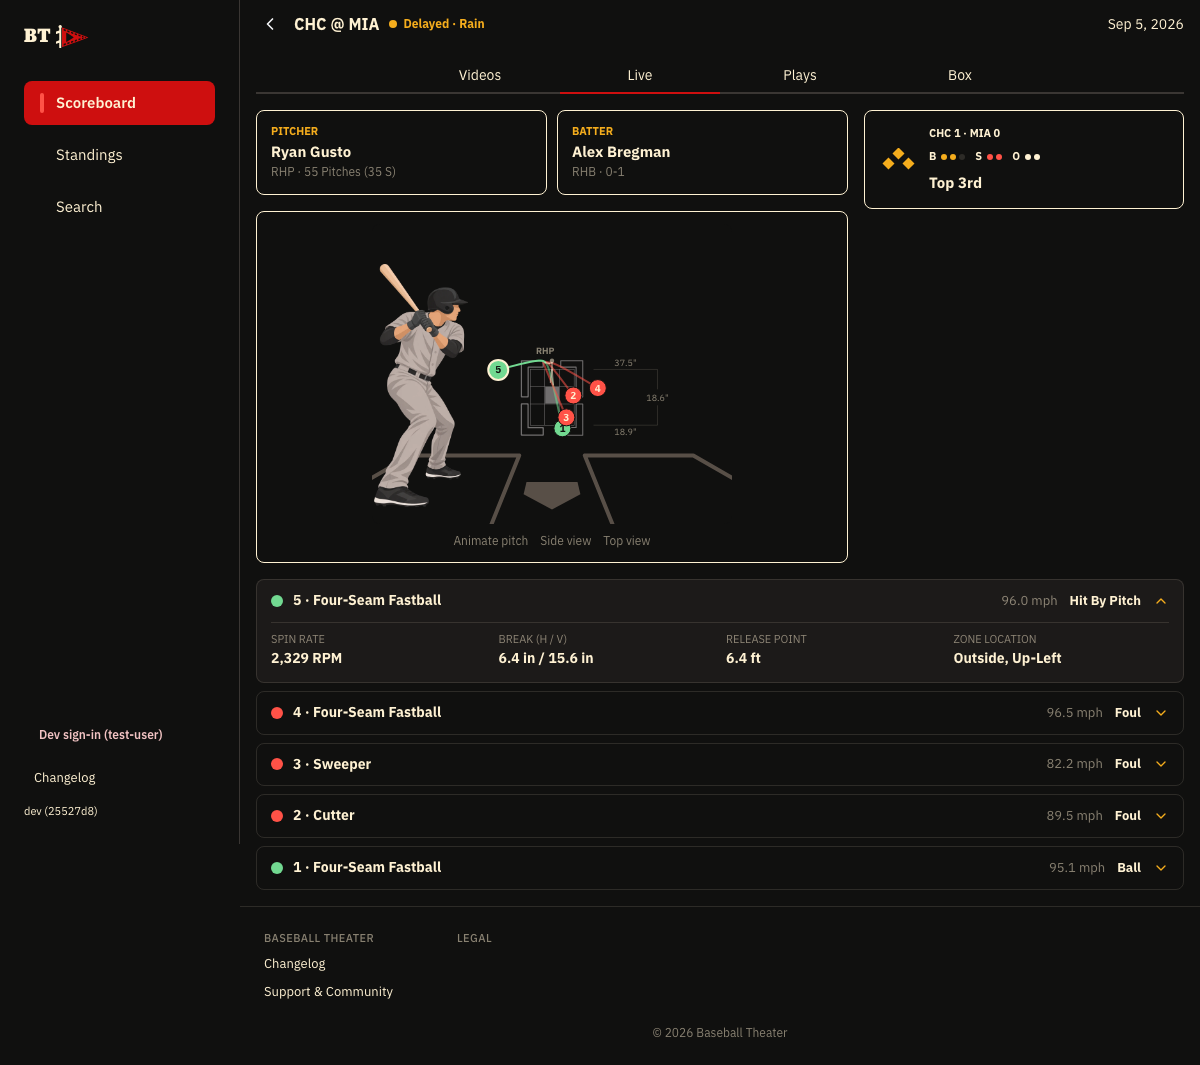 BT
CHC @ MIA
Delayed · Rain
Sep 5, 2026
Scoreboard
Standings
Search
Videos
Live
Plays
Box
PITCHER
Ryan Gusto
RHP · 55 Pitches (35 S)
BATTER
Alex Bregman
RHB · 0-1
CHC 1 · MIA 0
B
S
O
Top 3rd
RHP
37.5"
18.6"
18.9"
5
4
2
3
1
Animate pitch
Side view
Top view
5 · Four-Seam Fastball
96.0 mph
Hit By Pitch
SPIN RATE
2,329 RPM
BREAK (H / V)
6.4 in / 15.6 in
RELEASE POINT
6.4 ft
ZONE LOCATION
Outside, Up-Left
4 · Four-Seam Fastball
96.5 mph
Foul
3 · Sweeper
82.2 mph
Foul
2 · Cutter
89.5 mph
Foul
1 · Four-Seam Fastball
95.1 mph
Ball
Dev sign-in (test-user)
Changelog
dev (25527d8)
BASEBALL THEATER
Changelog
Support & Community
LEGAL
© 2026 Baseball Theater